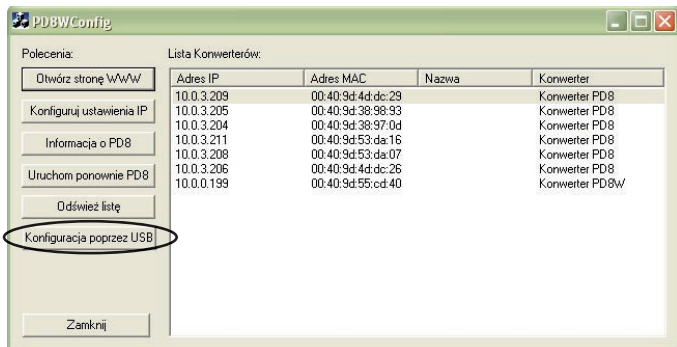 PD8WConfig
Polecenia:
Lista Konwerterów:
Otwórz stronę WWW
Konfiguruj ustawienia IP
Informacja o PD8
Uruchom ponownie PD8
Odśwież listę
Konfiguracja poprzez USB
Zamknij
Adres IP Adres MAC Nazwa Konwerter
10.0.3.209 00:40:9d:4d:dc:29 Konwerter PD8
10.0.3.205 00:40:9d:38:98:93 Konwerter PD8
10.0.3.204 00:40:9d:38:97:0d Konwerter PD8
10.0.3.211 00:40:9d:53:da:16 Konwerter PD8
10.0.3.208 00:40:9d:53:da:07 Konwerter PD8
10.0.3.206 00:40:9d:4d:dc:26 Konwerter PD8
10.0.0.199 00:40:9d:55:cd:40 Konwerter PD8W